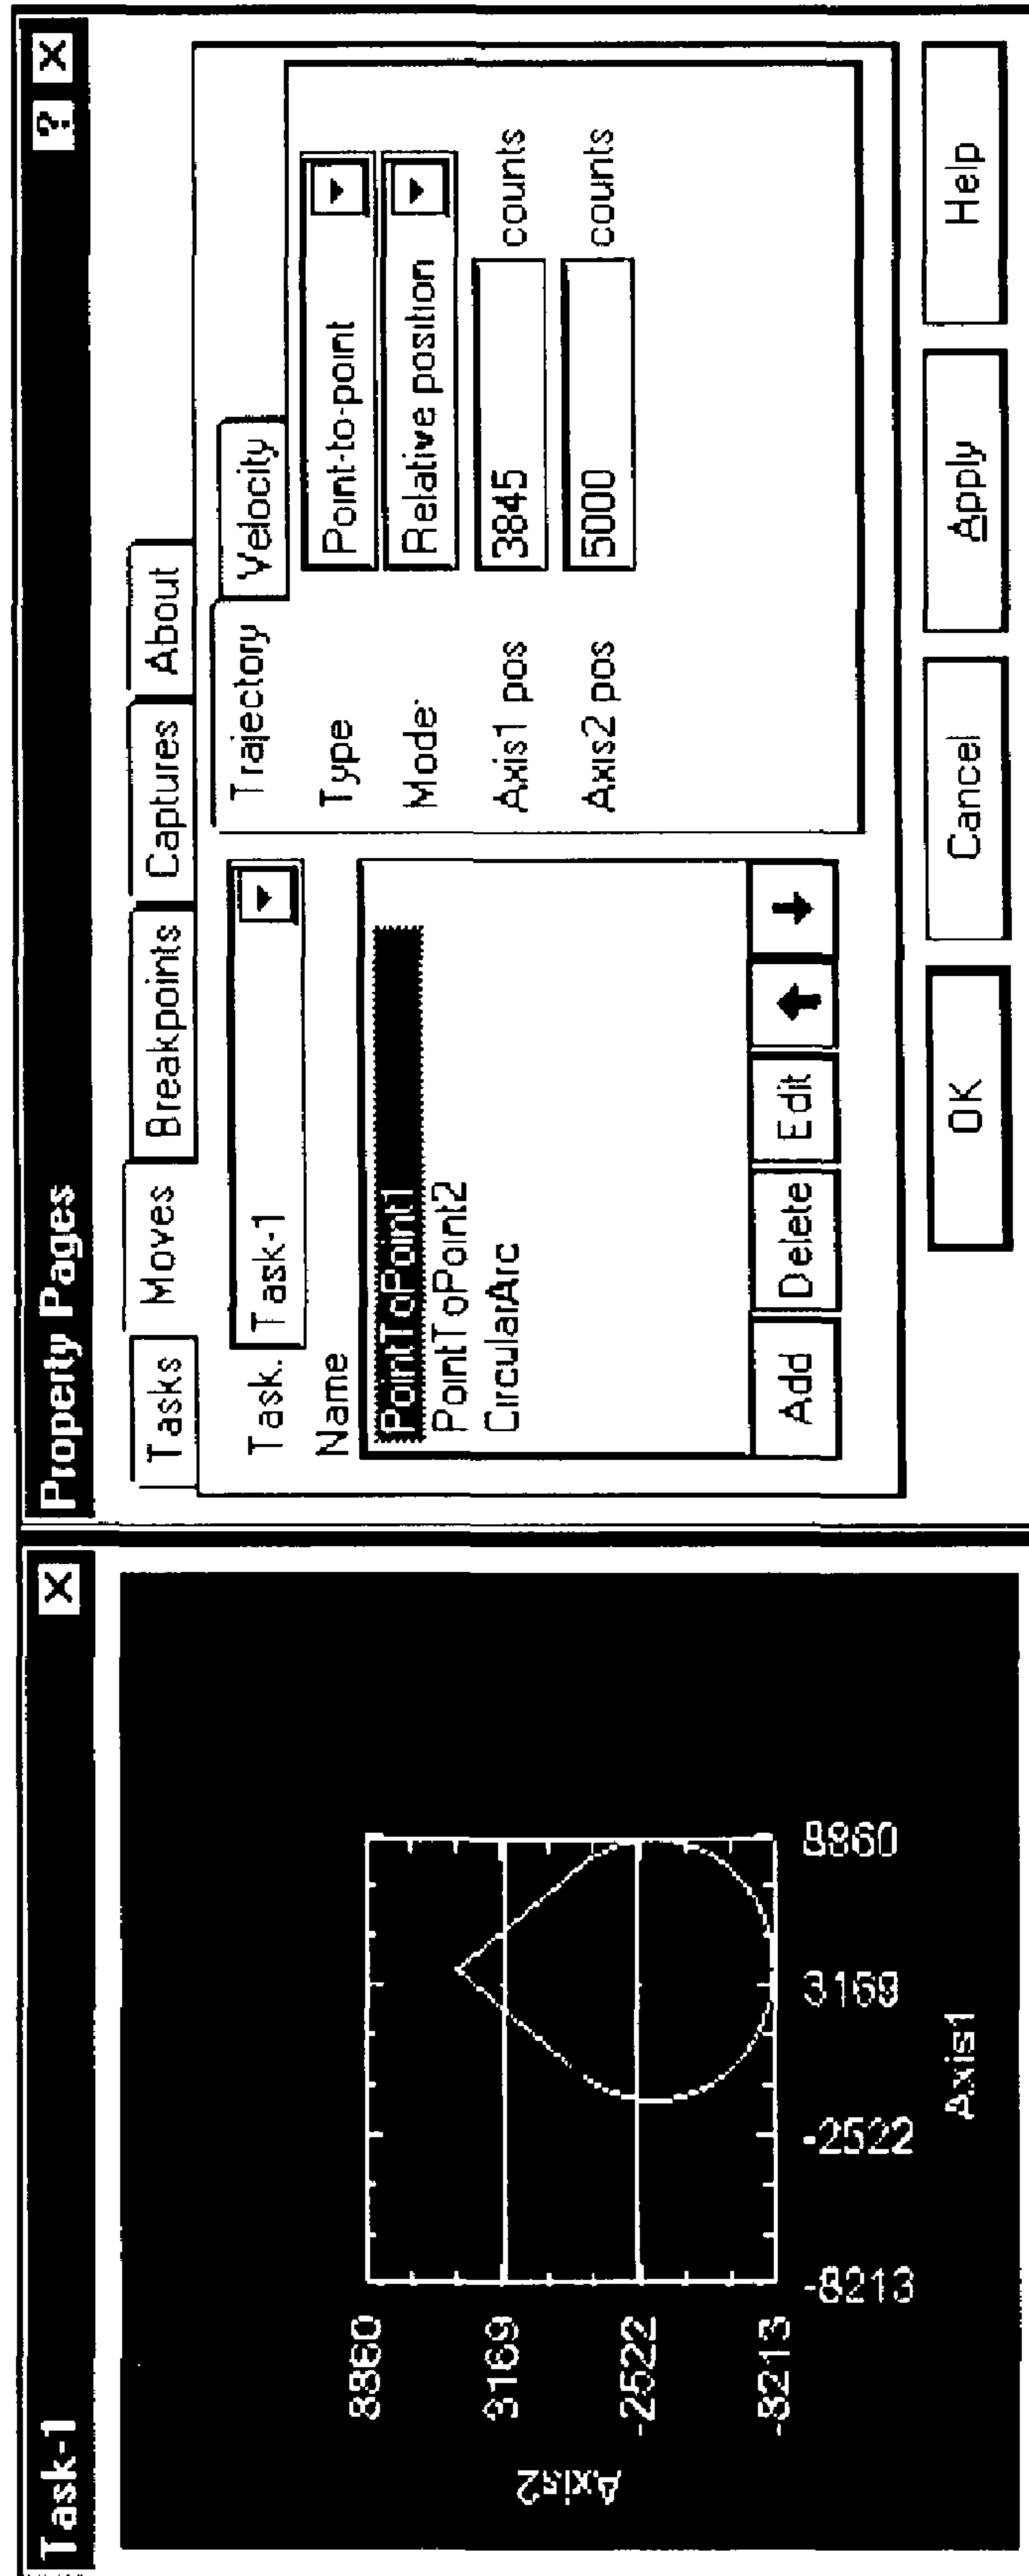 Task-1 X
8860
3169
-2522
-8213
Axis2
-8213 -2522 3169 8860
Axis1
Property Pages ? X
Tasks Moves Breakpoints Captures About
Task. Task-1
Name
PointToPoint1
PointToPoint2
CircularArc
Add Delete Edit
Trajectory Velocity
Type Point-to-point
Mode Relative position
Axis1 pos 3845 counts
Axis2 pos 5000 counts
OK Cancel Apply Help